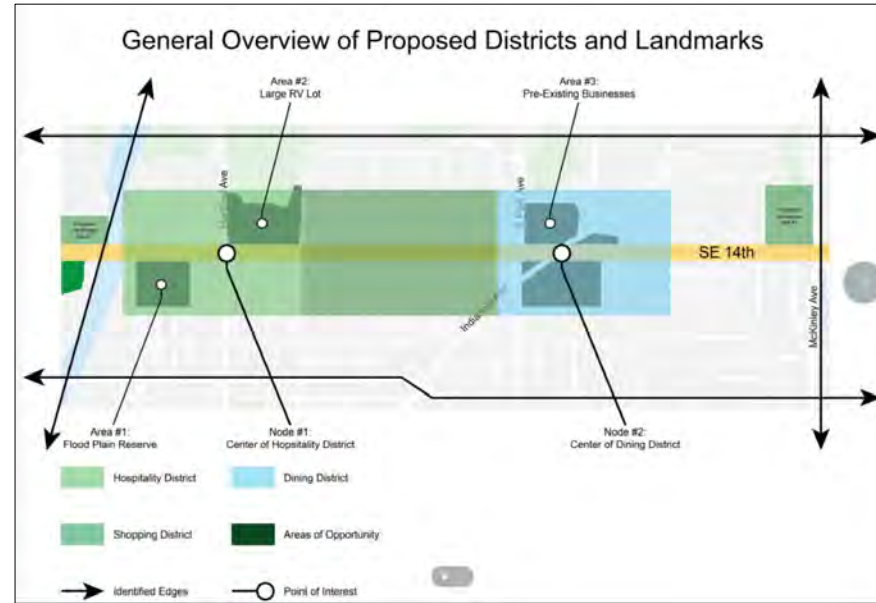 General Overview of Proposed Districts and Landmarks
Area #2:
Large RV Lot
Area #3:
Pre-Existing Businesses
Ave
Ave
SE 14th
McKinley Ave
Area #1:
Flood Plain Reserve
Node #1:
Center of Hopsitality District
Node #2:
Center of Dining District
Hospitality District
Dining District
Shopping District
Areas of Opportunity
Identified Edges
Point of Interest